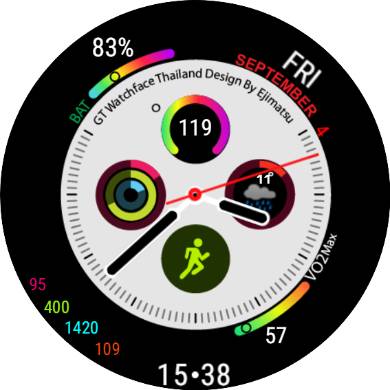 83%
FRI
SEPTEMBER 4
BAT
GT Watchface Thailand Design By Ejimatsu
119
11°
VO2Max
95
400
1420
109
57
15•38